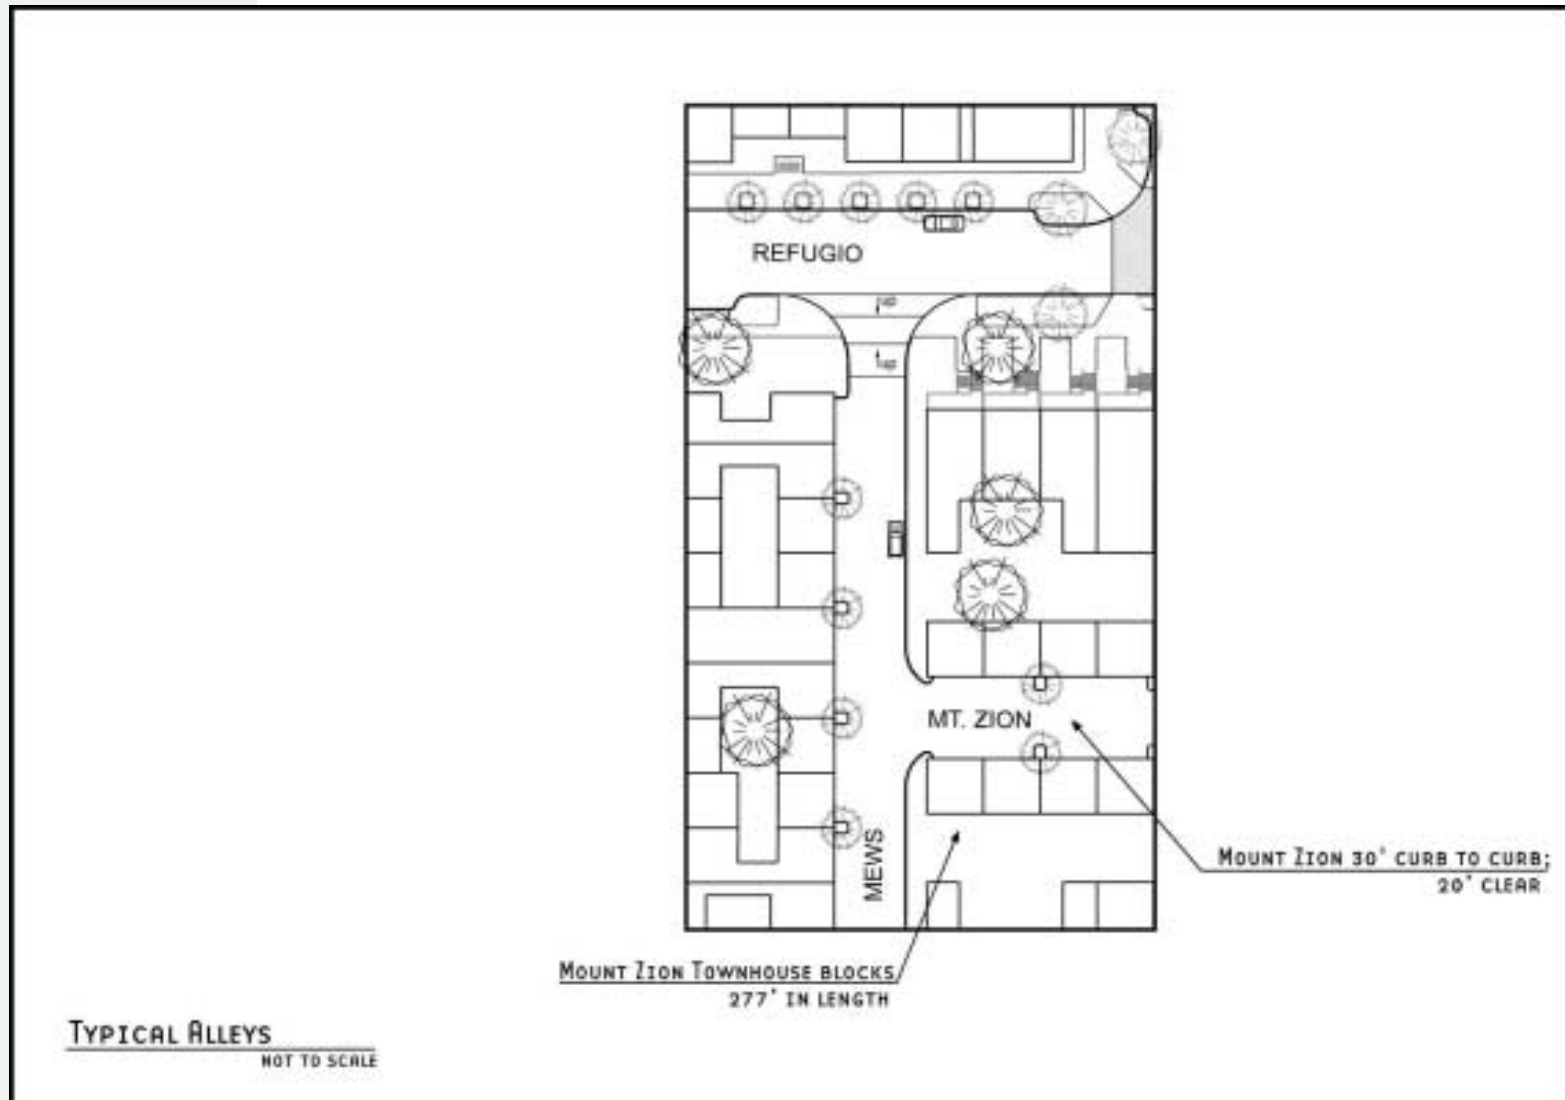 REFUGIO
MT. ZION
MEWS
MOUNT ZION 30' CURB TO CURB;
20' CLEAR
MOUNT ZION TOWNHOUSE BLOCKS
277' IN LENGTH
TYPICAL ALLEYS
NOT TO SCALE